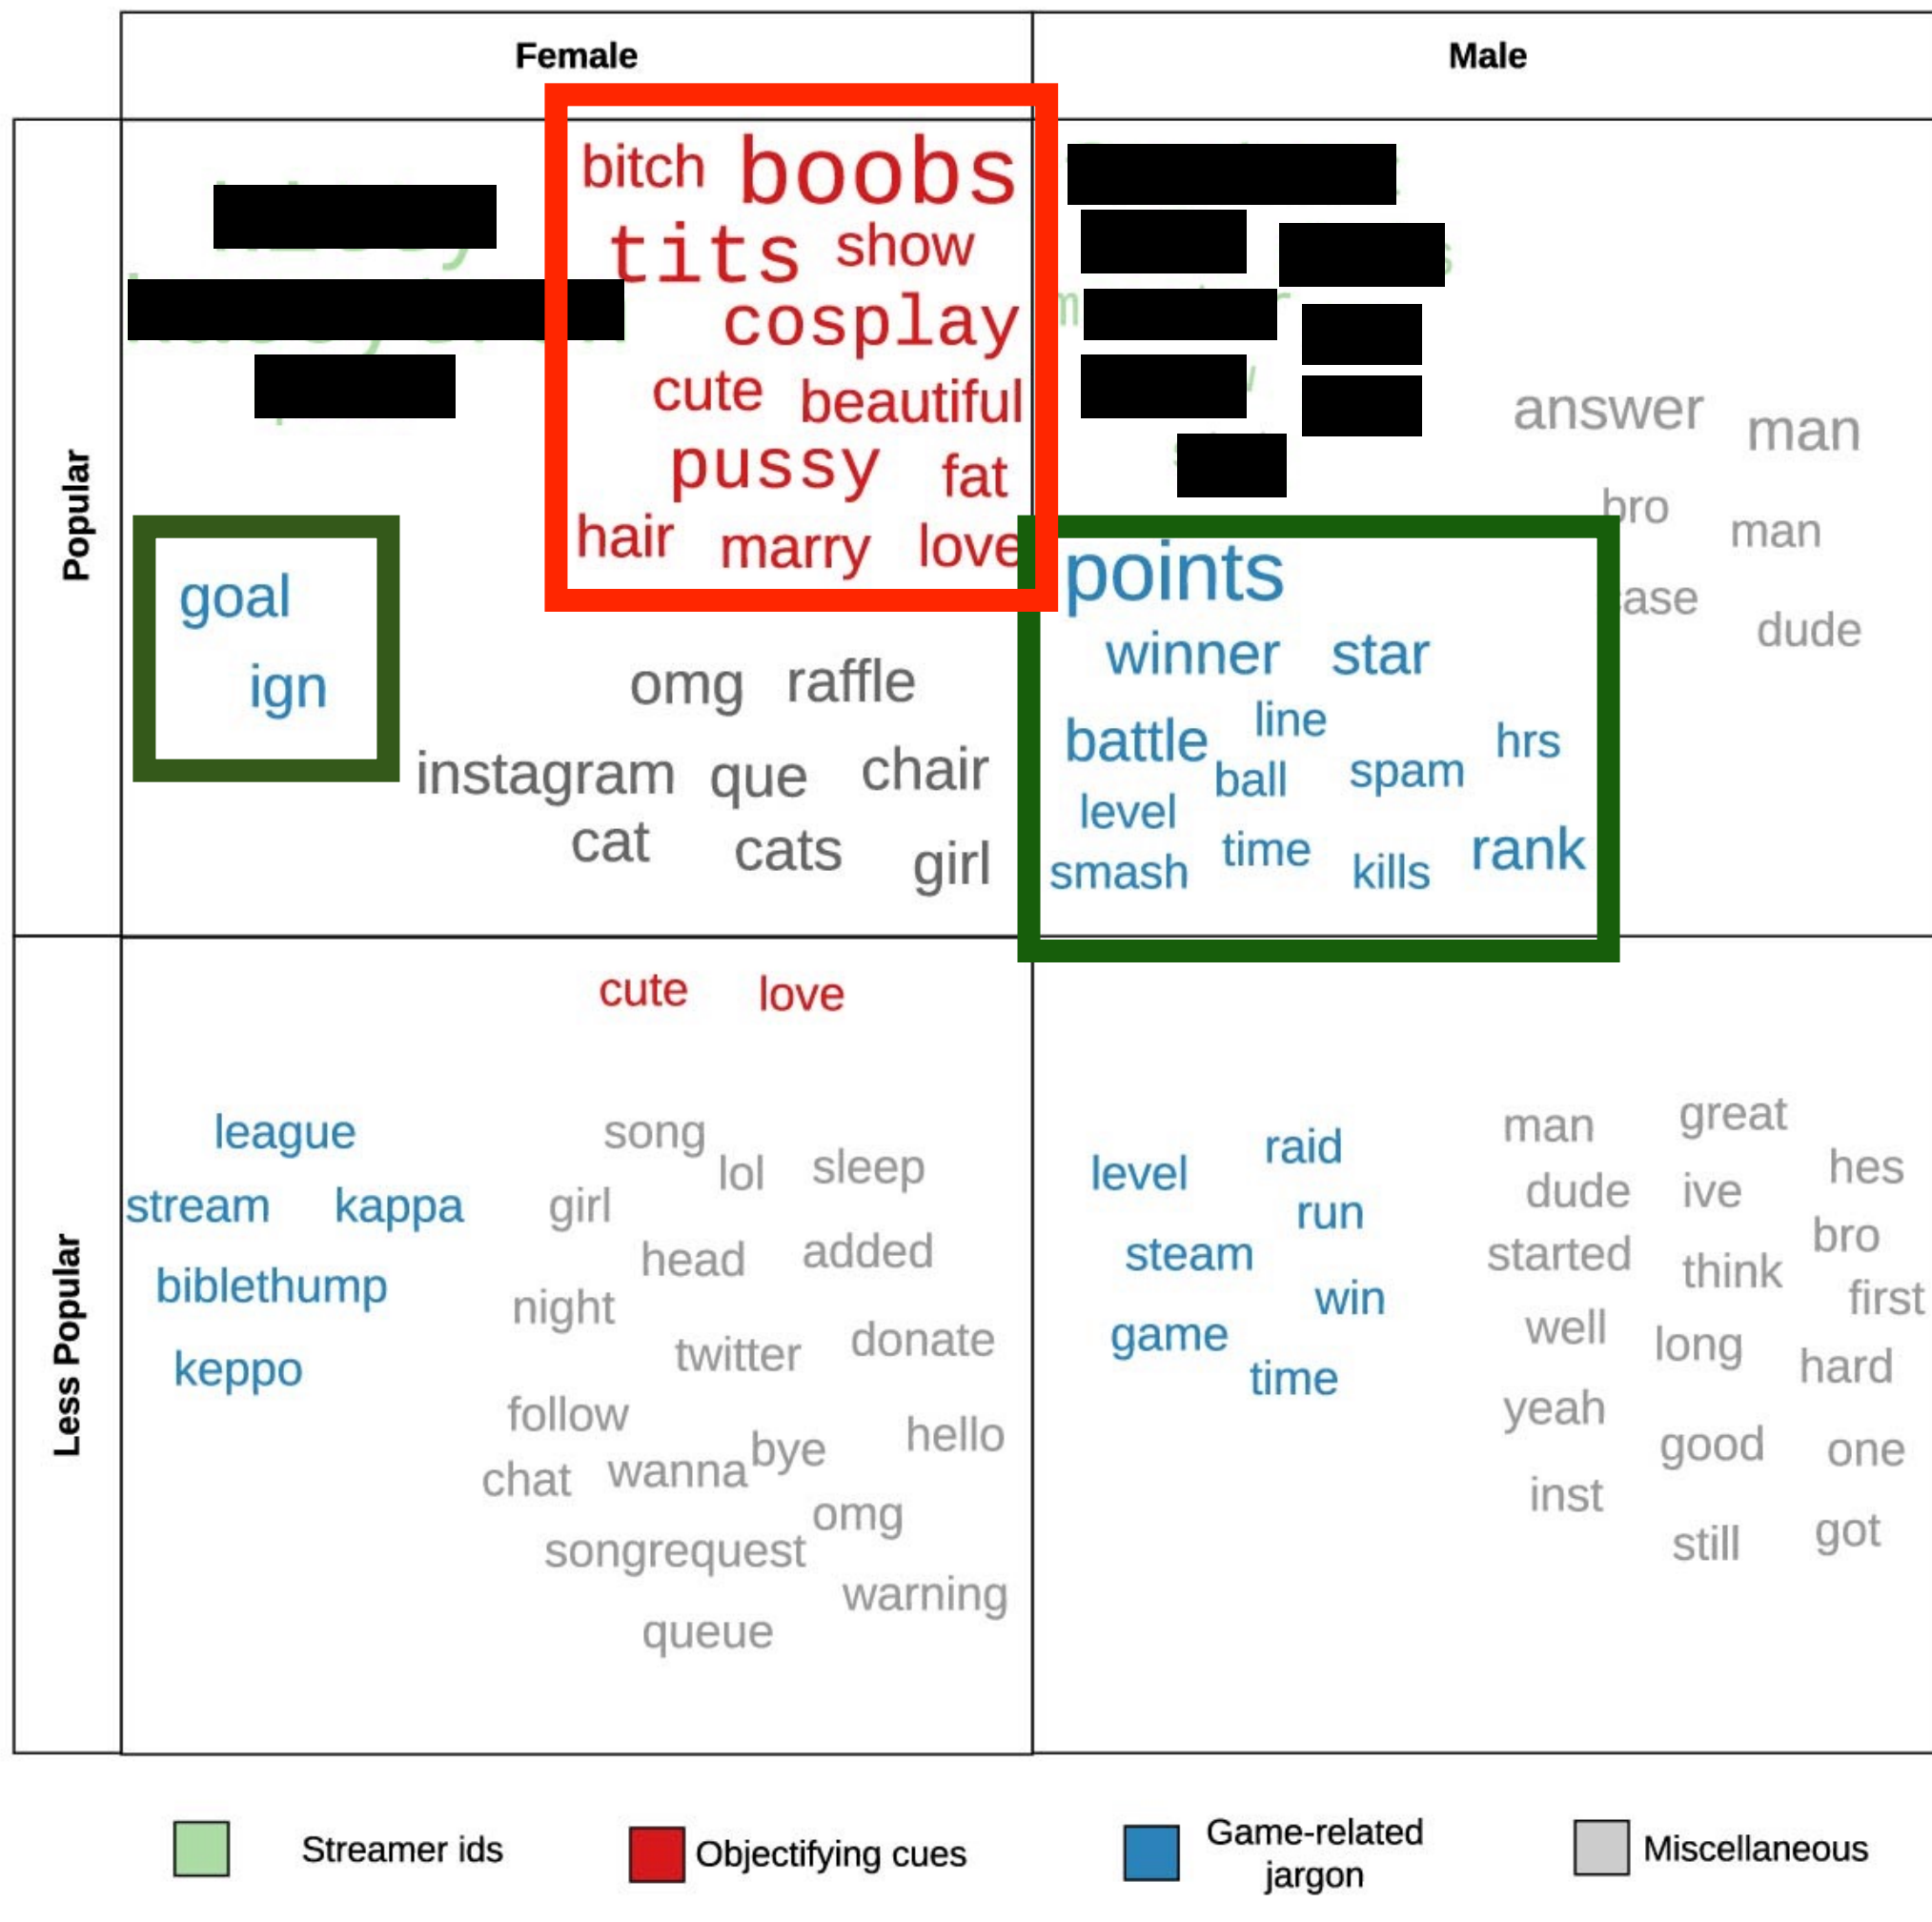 Female
Male
Popular
bitch boobs
tits show
cosplay
cute beautiful
pussy fat
hair marry love
goal
ign
omg raffle
instagram que chair
cat cats girl
answer man
bro man
dude
points
winner star
battle line hrs
ball spam
level
smash time kills rank
Less Popular
cute love
league
stream kappa
biblethump
keppo
song
lol sleep
girl
head added
night
twitter donate
follow
chat wanna bye hello
omg
songrequest
warning
queue
level raid
run
steam
win
game
time
man great
dude ive hes
started think bro
first
well long hard
yeah
good one
inst
still got
Streamer ids
Objectifying cues
Game-related
jargon
Miscellaneous